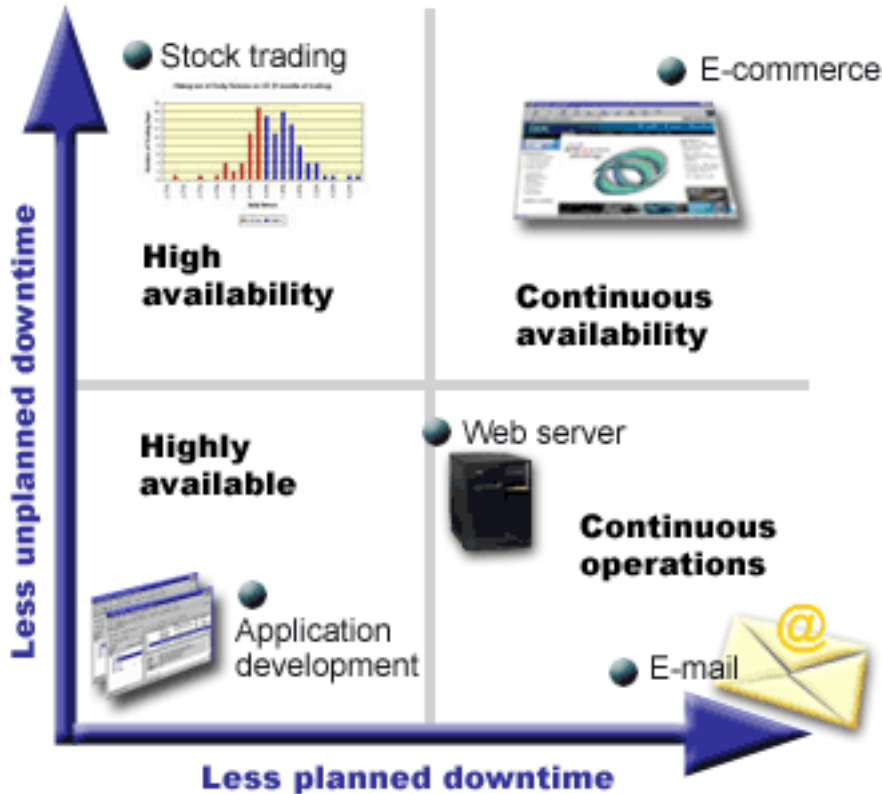 Stock trading
E-commerce
High
availability
Continuous
availability
Less unplanned downtime
Highly
available
Web server
Continuous
operations
Application
development
E-mail
@
Less planned downtime